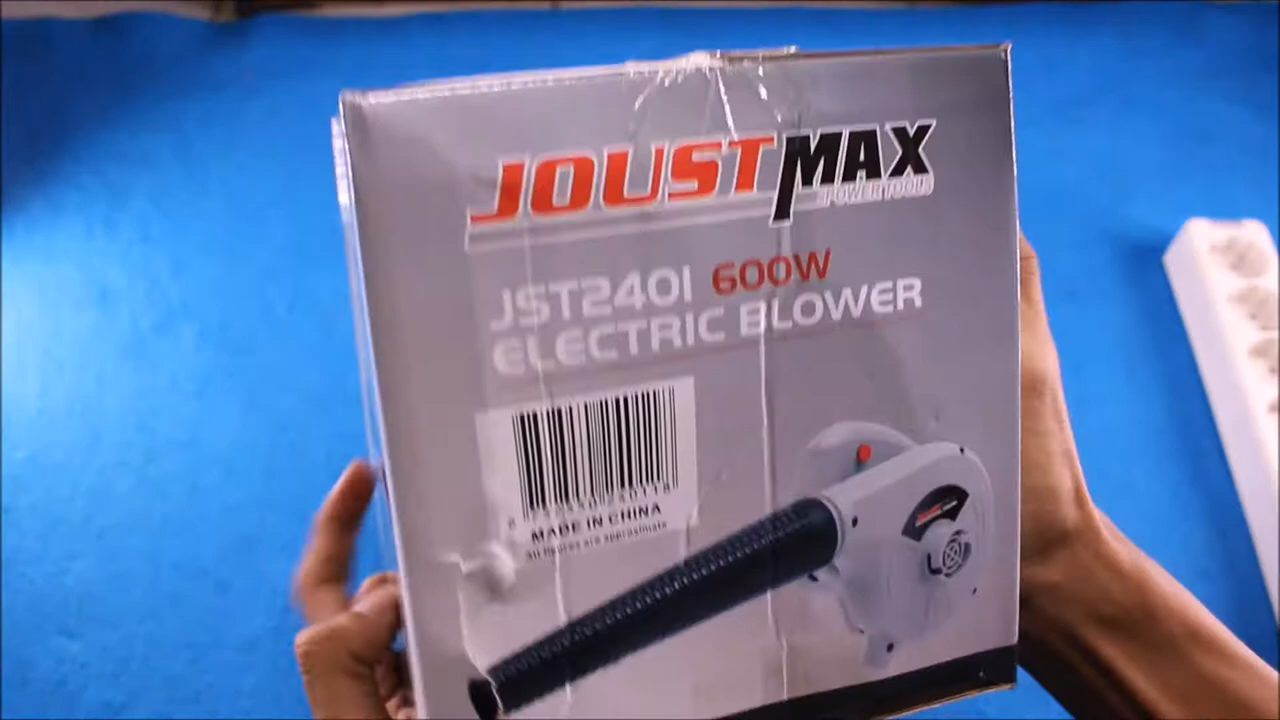 JOUSTMAX
POWER TOOLS
JST2401 600W
ELECTRIC BLOWER
MADE IN CHINA
All figures are approximate